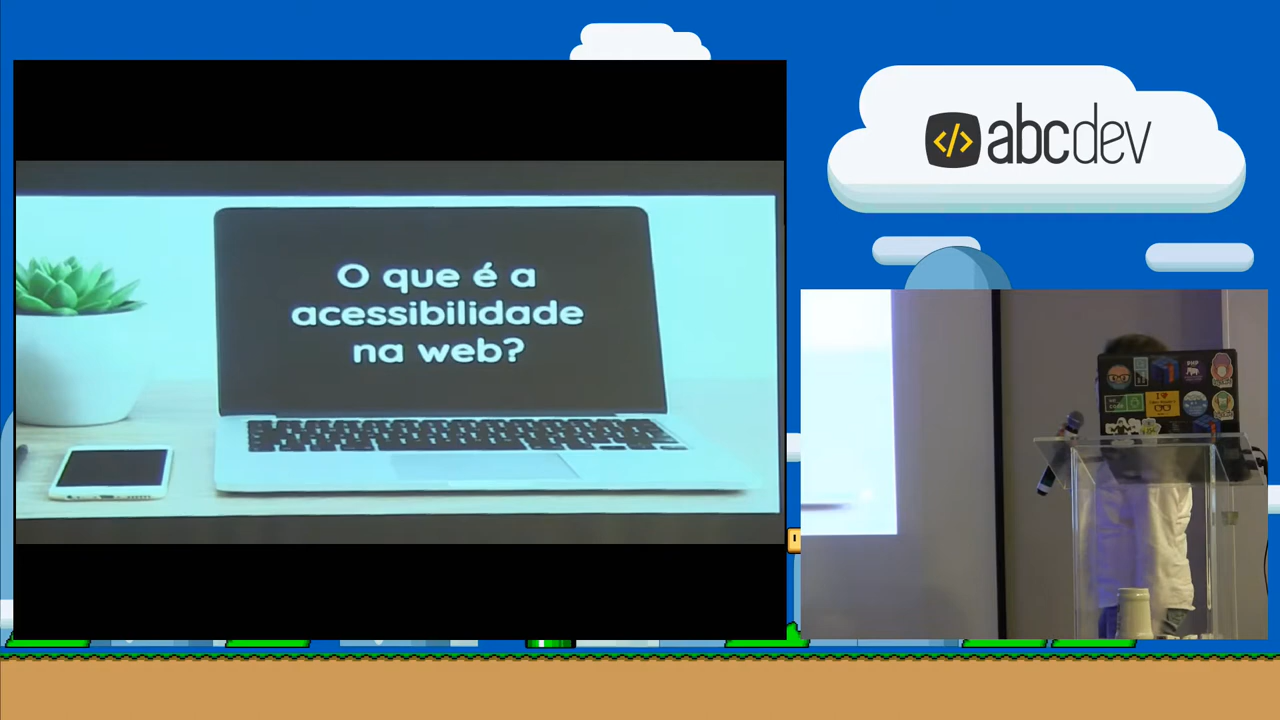 O que é a
acessibilidade
na web?
</> abcdev
PHP